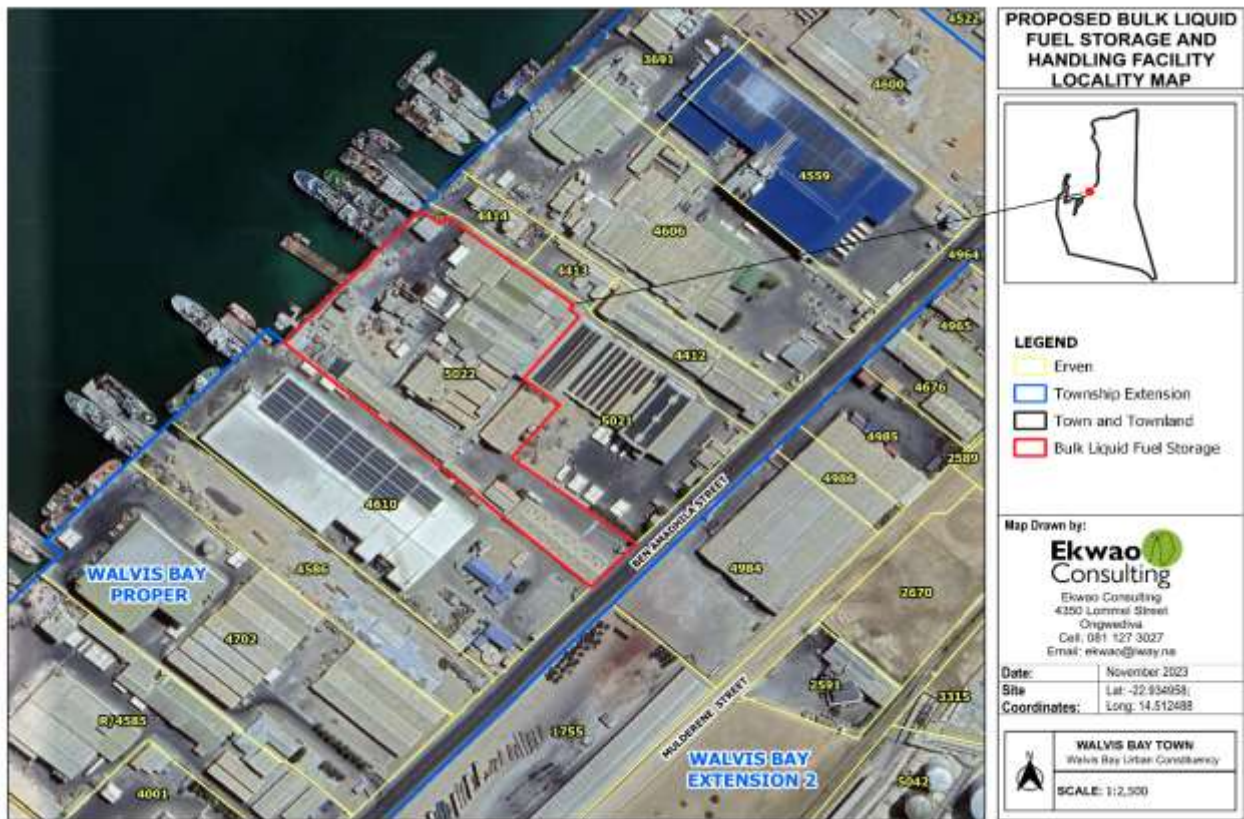 4522
3691
4600
4559
4414
4606
4413
4964
4412
4965
5022
4676
5021
4985
2589
4986
4610
BEN AMATHILA STREET
WALVIS BAY
PROPER
4586
4984
2670
4702
2591
3315
R/4585
1755
MULDERENE STREET
WALVIS BAY
EXTENSION 2
4001
5042
PROPOSED BULK LIQUID
FUEL STORAGE AND
HANDLING FACILITY
LOCALITY MAP
LEGEND
Erven
Township Extension
Town and Townland
Bulk Liquid Fuel Storage
Map Drawn by:
Ekwao
Consulting
Ekwao Consulting
4350 Lommel Street
Ongwediva
Cell: 081 127 3027
Email: ekwao@iway.na
Date: November 2023
Site Lat: -22.934958;
Coordinates: Long: 14.512488
N
WALVIS BAY TOWN
Walvis Bay Urban Constituency
SCALE: 1:2,500